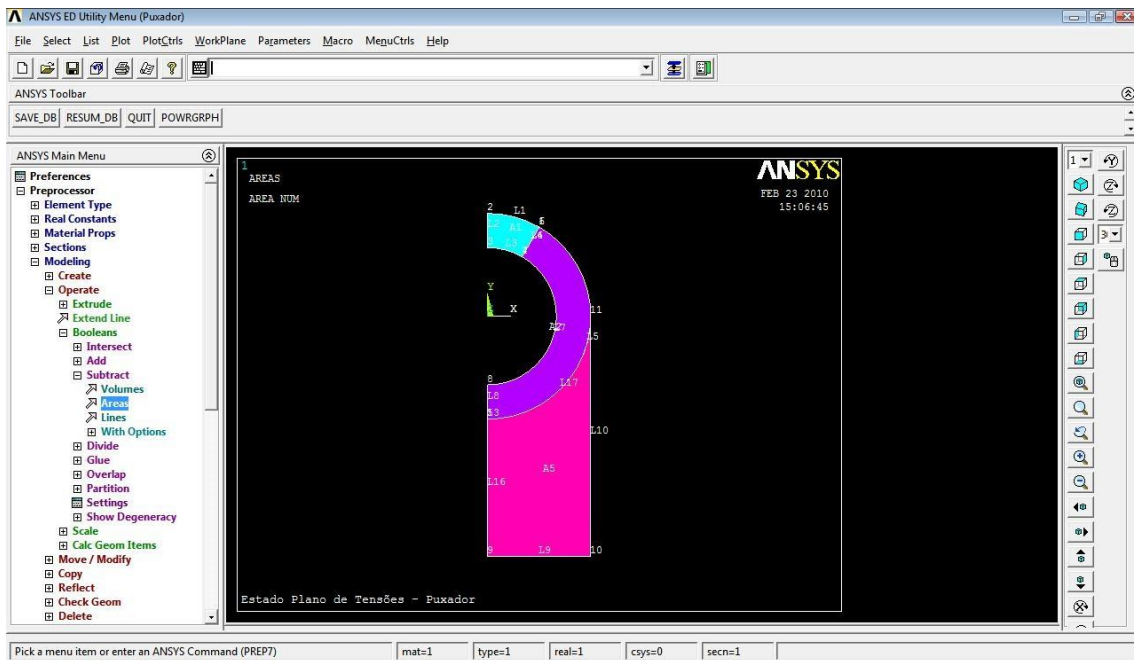 ANSYS ED Utility Menu (Puxador)
File Select List Plot PlotCtrls WorkPlane Parameters Macro MenuCtrls Help
ANSYS Toolbar
SAVE_DB RESUM_DB QUIT POWRGRPH
ANSYS Main Menu
Preferences
Preprocessor
Element Type
Real Constants
Material Props
Sections
Modeling
Create
Operate
Extrude
Extend Line
Booleans
Intersect
Add
Subtract
Volumes
Areas
Lines
With Options
Divide
Glue
Overlap
Partition
Settings
Show Degeneracy
Scale
Calc Geom Items
Move / Modify
Copy
Reflect
Check Geom
Delete
1
AREAS
AREA NUM
ANSYS
FEB 23 2010
15:06:45
2 L1
L2 A1
L3
Y
X
11
L5
8
L17
L8
L10
A5
L16
9 L9 10
Estado Plano de Tensões - Puxador
1
Pick a menu item or enter an ANSYS Command (PREP7) mat=1 type=1 real=1 csys=0 secn=1